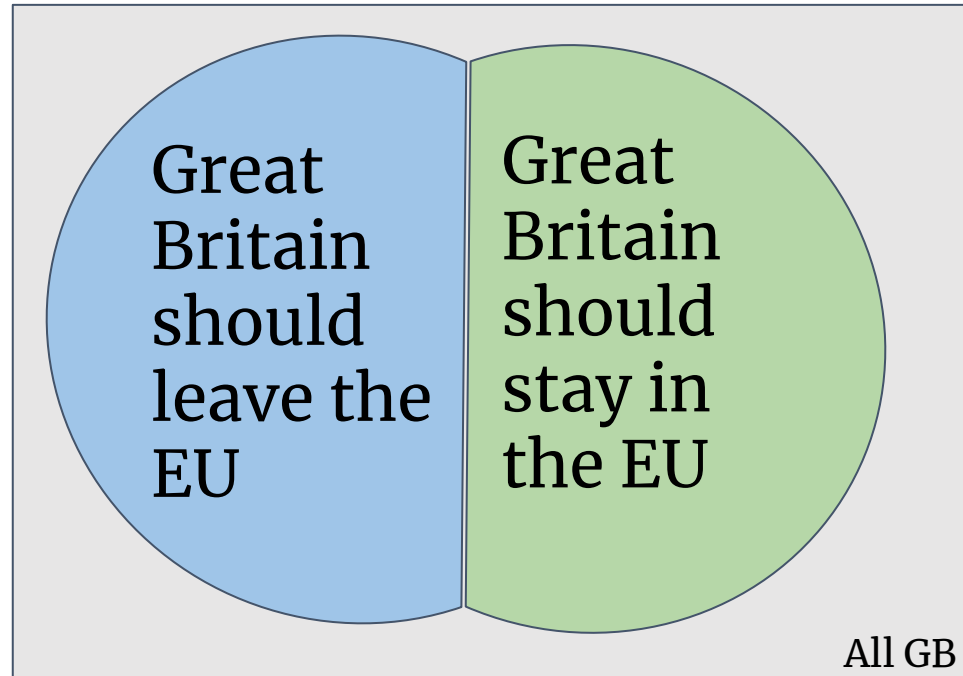 Great
Britain
should
leave the
EU
Great
Britain
should
stay in
the EU
All GB